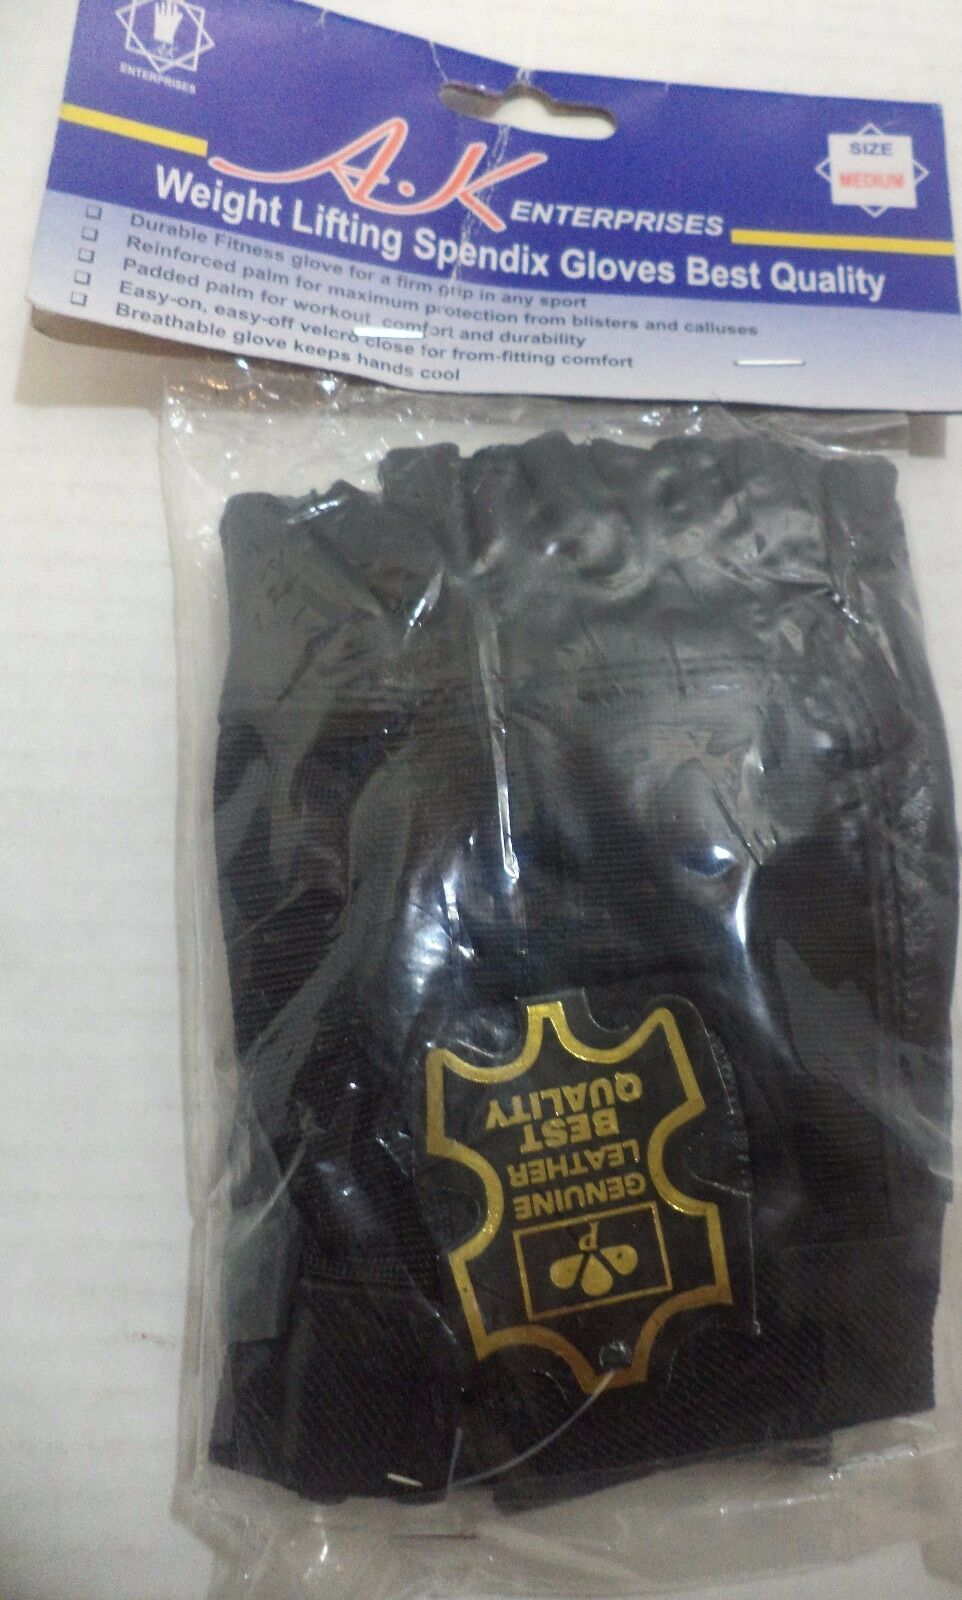 AK
ENTERPRISES
A.K ENTERPRISES
SIZE
MEDIUM
Weight Lifting Spendix Gloves Best Quality
❏ Durable Fitness glove for a firm grip in any sport
❏ Reinforced palm for maximum protection from blisters and calluses
❏ Padded palm for workout comfort and durability
❏ Easy-on, easy-off velcro close for from-fitting comfort
❏ Breathable glove keeps hands cool
P
GENUINE
LEATHER
BEST
QUALITY